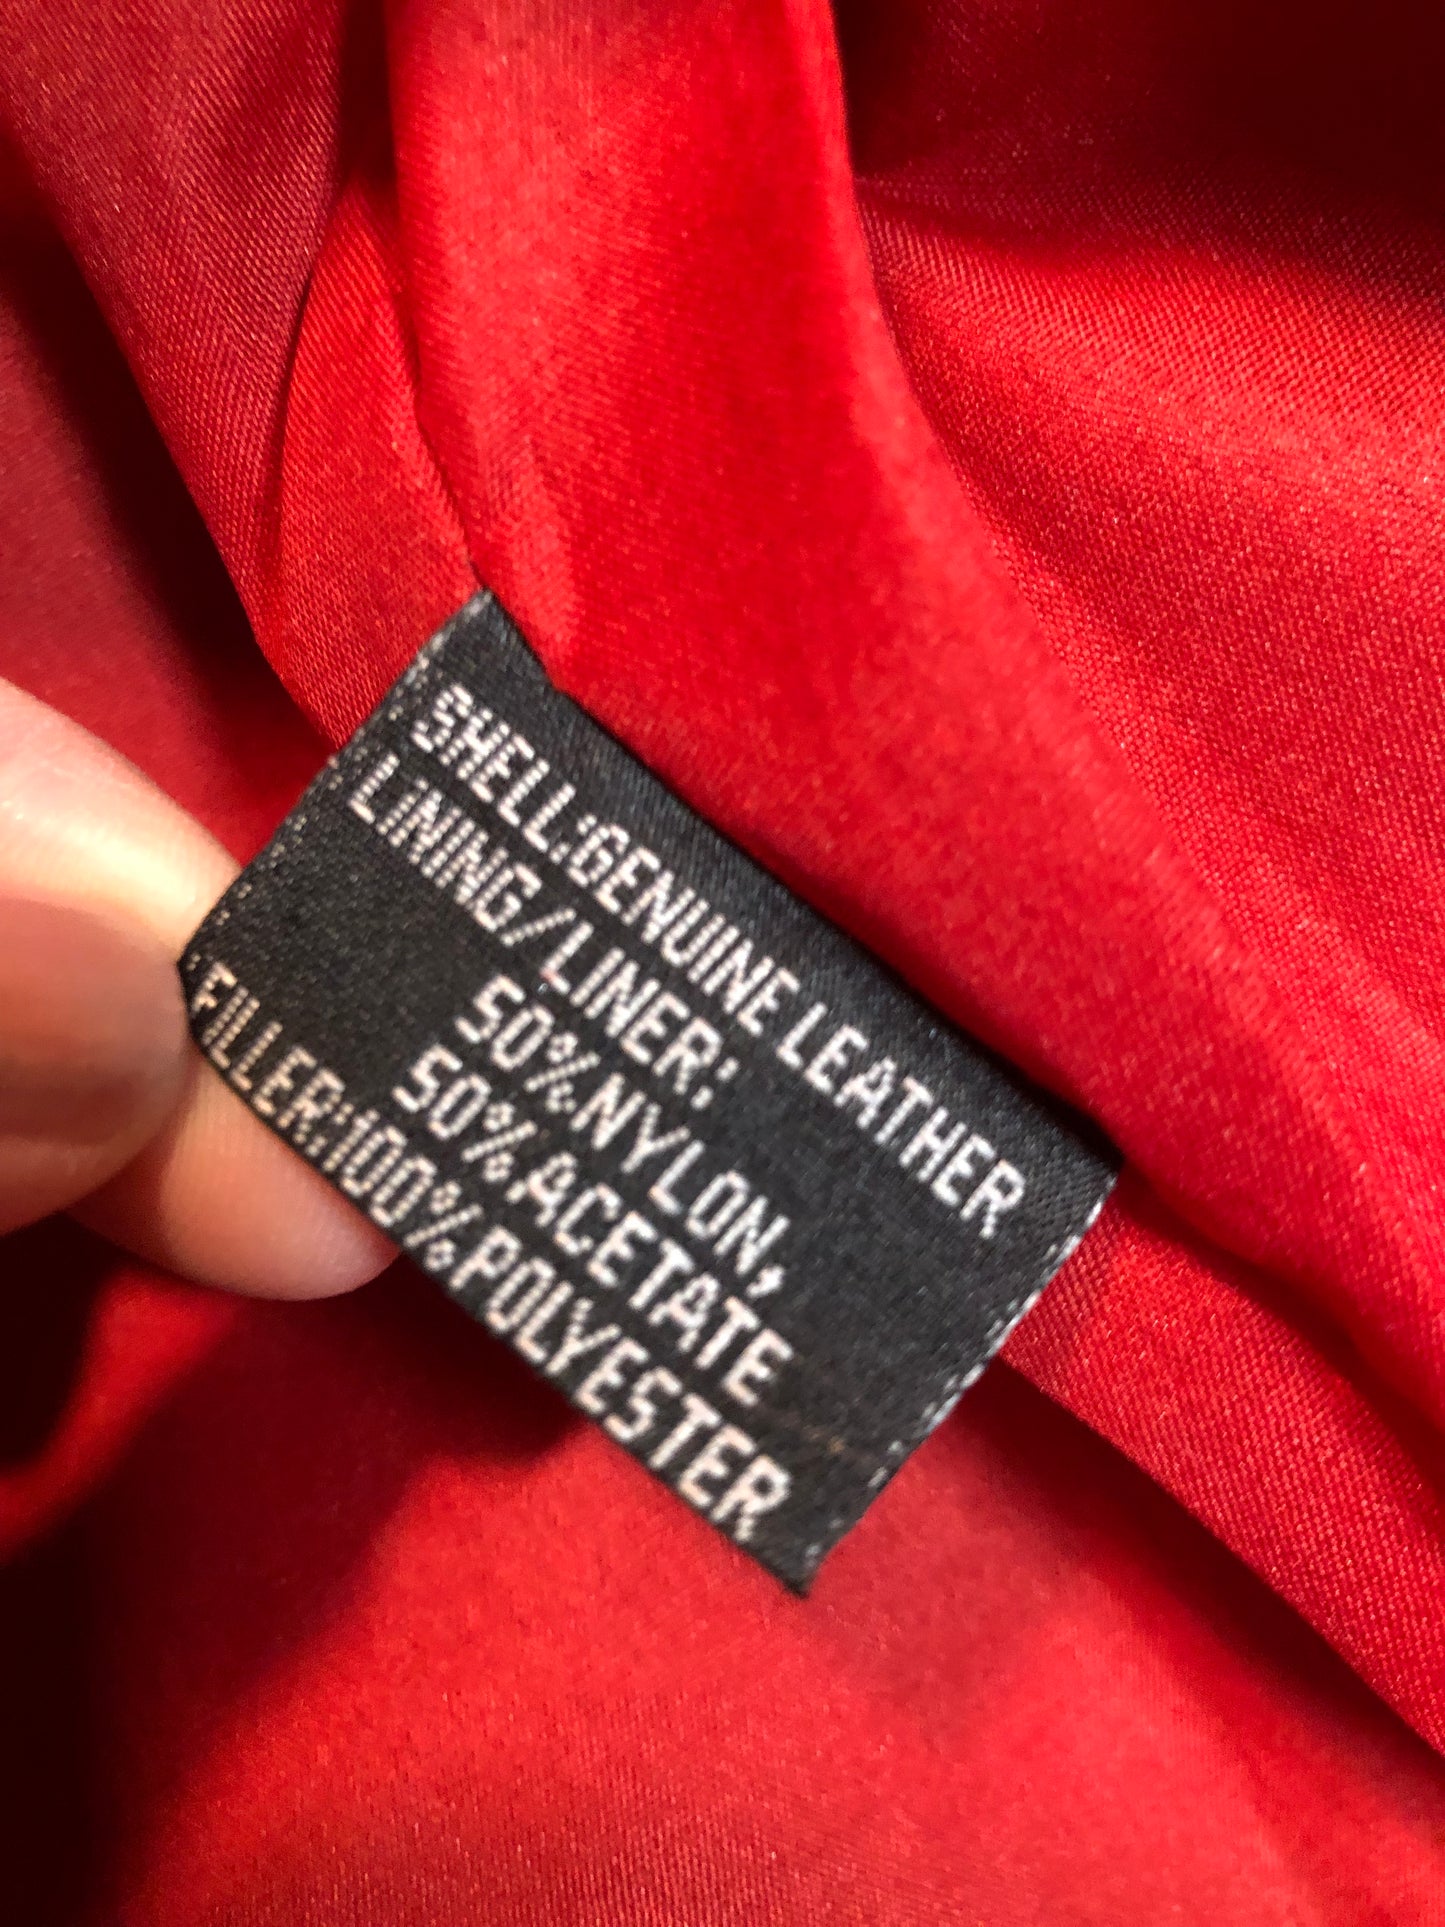 SHELL:GENUINE LEATHER
LINING/LINER:
50%NYLON,
50%ACETATE
FILLER:100%POLYESTER